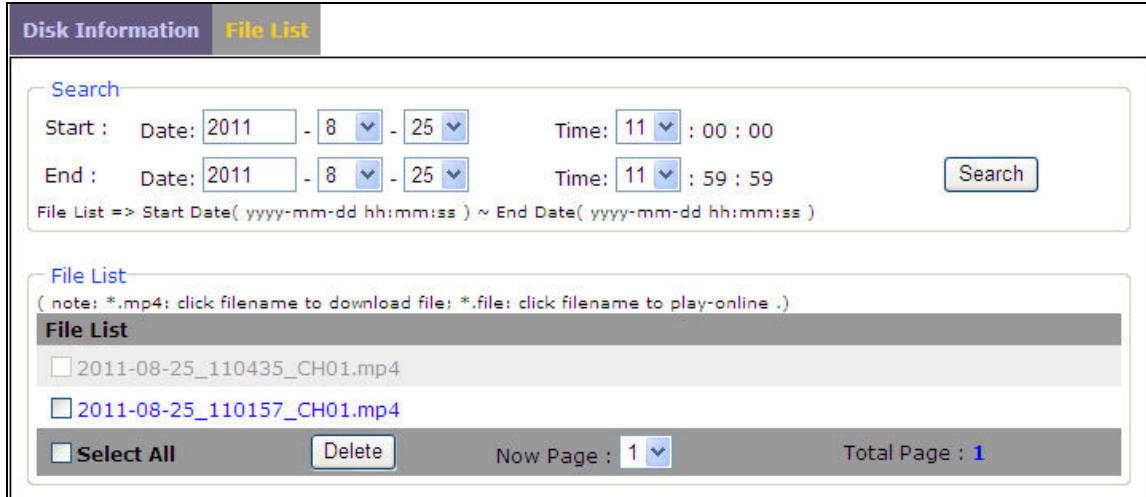 Disk Information File List
Search
Start : Date: 2011 - 8 - 25 Time: 11 : 00 : 00
End : Date: 2011 - 8 - 25 Time: 11 : 59 : 59 Search
File List => Start Date( yyyy-mm-dd hh:mm:ss ) ~ End Date( yyyy-mm-dd hh:mm:ss )
File List
( note: *.mp4: click filename to download file; *.file: click filename to play-online .)
File List
2011-08-25_110435_CH01.mp4
2011-08-25_110157_CH01.mp4
Select All Delete Now Page : 1 Total Page : 1